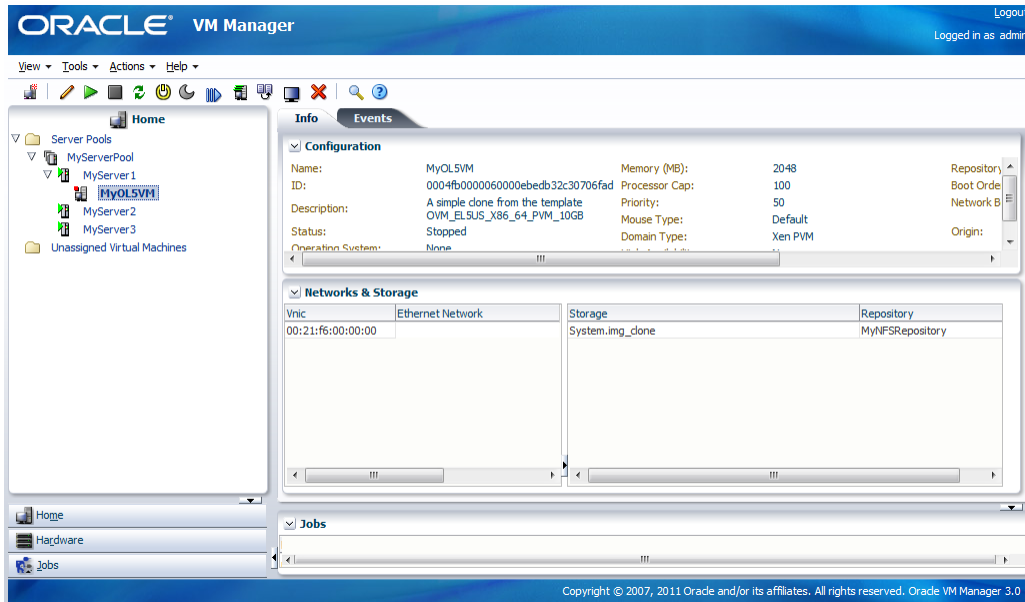 ORACLE® VM Manager
Logou
Logged in as admin
View Tools Actions Help
Home
Server Pools
MyServerPool
MyServer1
MyOL5VM
MyServer2
MyServer3
Unassigned Virtual Machines
Home
Hardware
Jobs
Info Events
Configuration
Name: MyOL5VM Memory (MB): 2048 Repository
ID: 0004fb0000060000ebedb32c30706fad Processor Cap: 100 Boot Orde
Description: A simple clone from the template Priority: 50 Network B
OVM_EL5US_X86_64_PVM_10GB Mouse Type: Default
Status: Stopped Domain Type: Xen PVM Origin:
Operating System: None
Networks & Storage
Vnic Ethernet Network Storage Repository
00:21:f6:00:00:00 System.img_clone MyNFSRepository
Jobs
Copyright © 2007, 2011 Oracle and/or its affiliates. All rights reserved. Oracle VM Manager 3.0